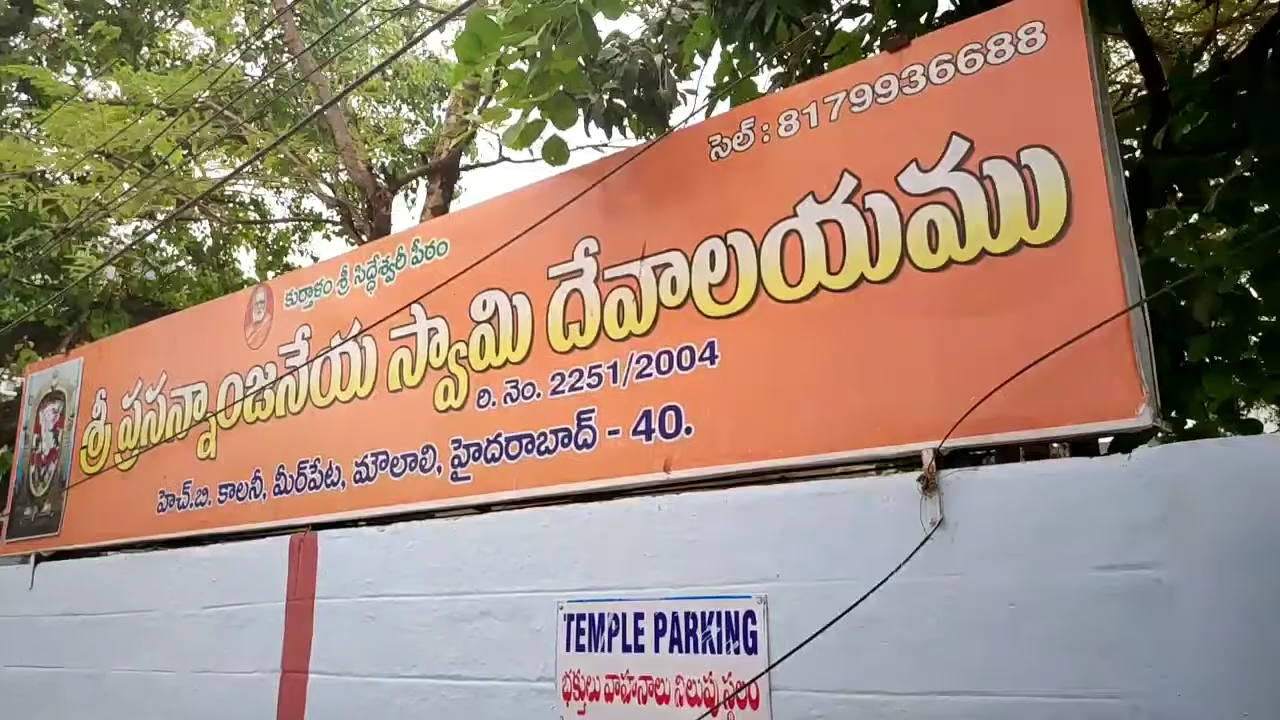 సెల్ : 8179936688
కుర్తాళం శ్రీ సిద్ధేశ్వరీ పీఠం
శ్రీ ప్రసన్నాంజనేయ స్వామి దేవాలయము
రి. నెం. 2251/2004
హెచ్.బి. కాలనీ, మీర్‌పేట, మౌలాలి, హైదరాబాద్ - 40.
TEMPLE PARKING
భక్తులు వాహనాలు నిలుపు స్థలం